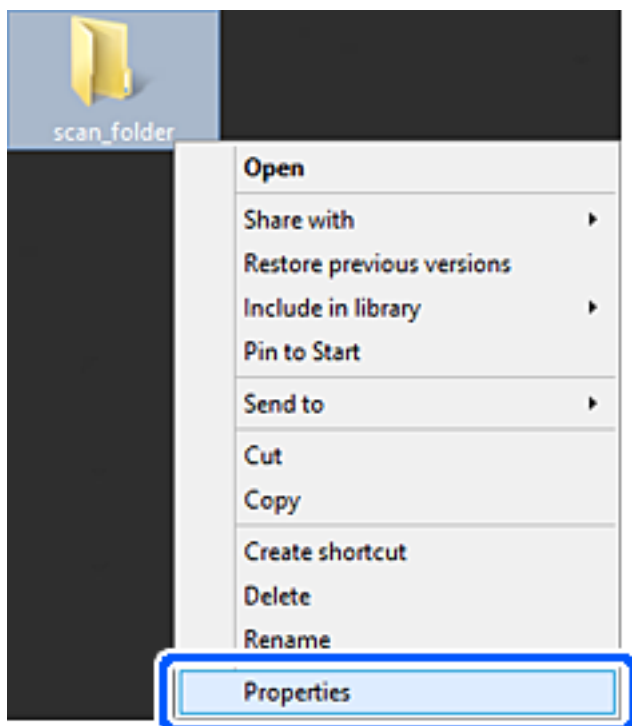 scan_folder
Open
Share with
Restore previous versions
Include in library
Pin to Start
Send to
Cut
Copy
Create shortcut
Delete
Rename
Properties